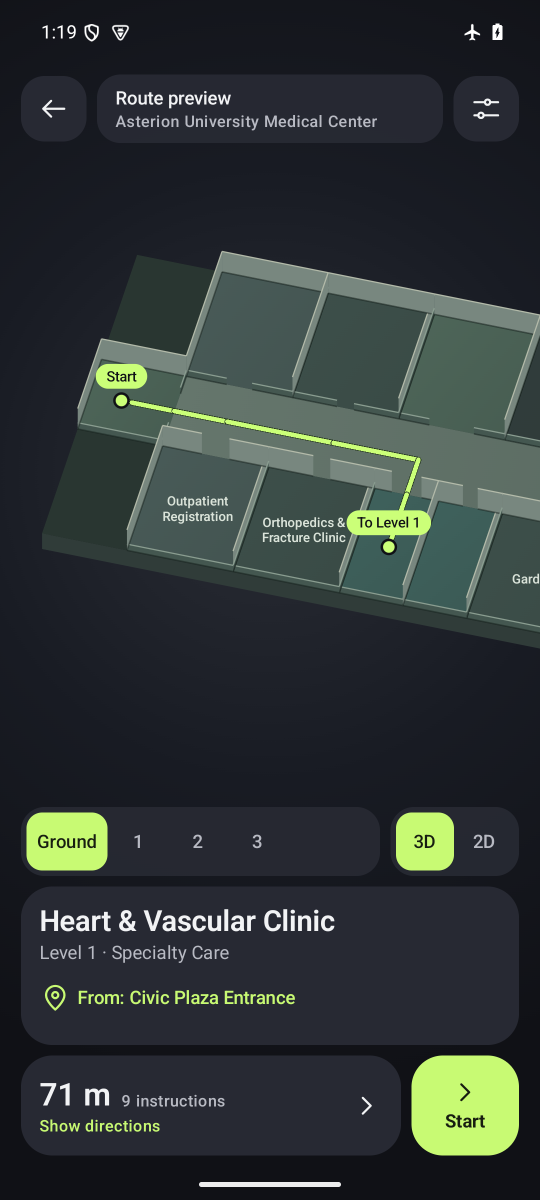 1:19
Route preview
Asterion University Medical Center
Start
Outpatient
Registration
Orthopedics &
Fracture Clinic
To Level 1
Gard
Ground
1
2
3
3D
2D
Heart & Vascular Clinic
Level 1 · Specialty Care
From: Civic Plaza Entrance
71 m 9 instructions
Show directions
Start